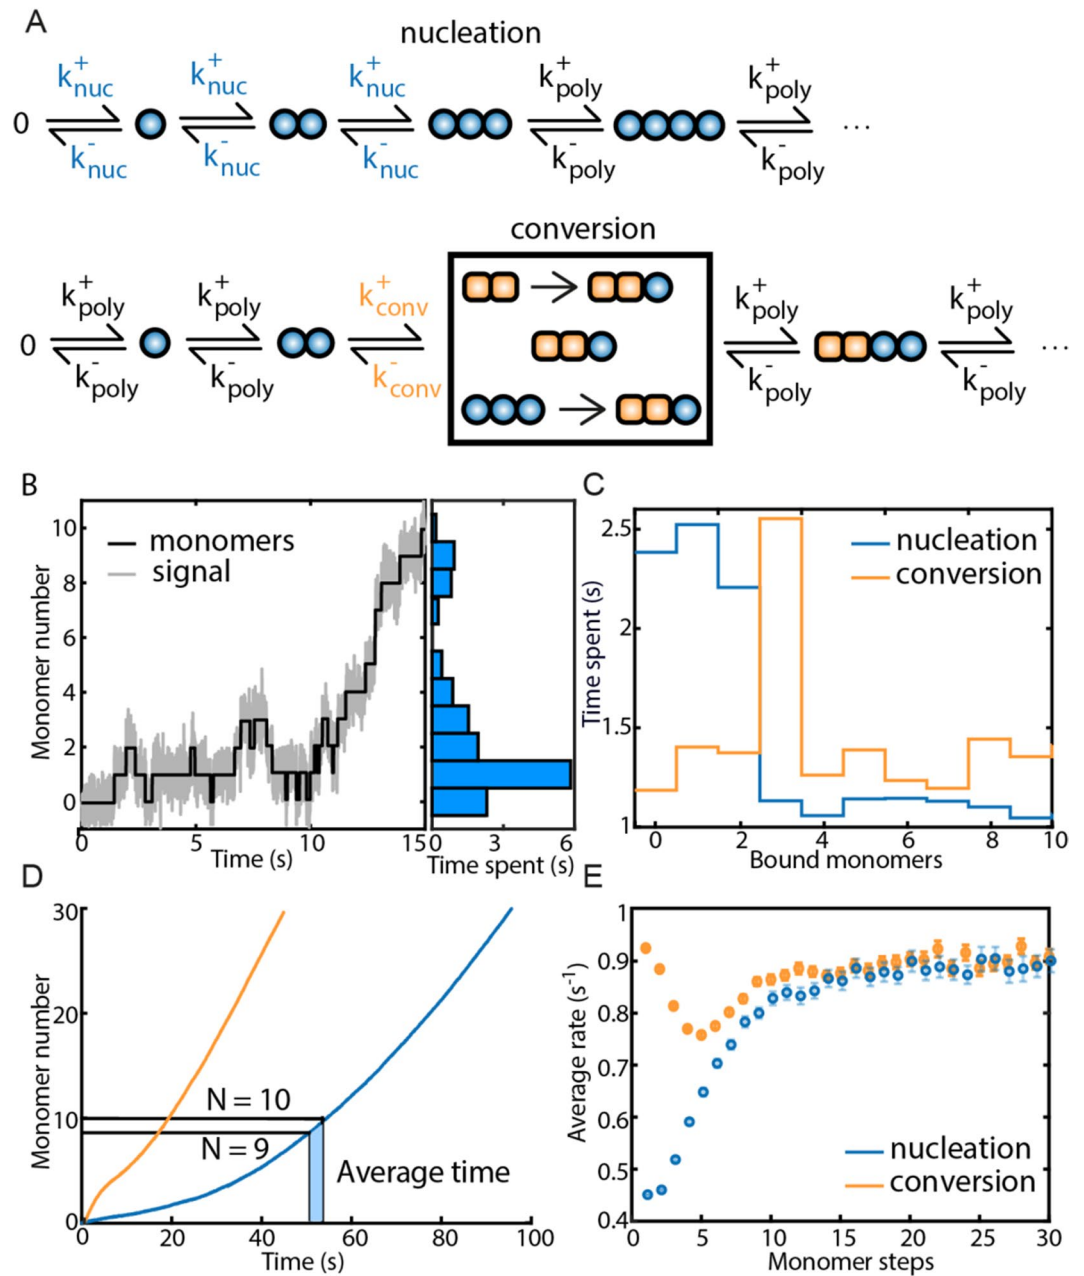 A
nucleation
k+nuc k+nuc k+nuc k+poly k+poly
0 ...
k-nuc k-nuc k-nuc k-poly k-poly
conversion
k+poly k+poly k+conv k+poly k+poly
0 ...
k-poly k-poly k-conv k-poly k-poly
B
monomers
signal
Monomer number
10
8
6
4
2
0
0 5 10 15
Time (s)
0 3 6
Time spent (s)
C
nucleation
conversion
Time spent (s)
2.5
2
1.5
1
0 2 4 6 8 10
Bound monomers
D
Monomer number
30
20
10
0
N = 10
N = 9
Average time
0 20 40 60 80 100
Time (s)
E
Average rate (s-1)
1
0.9
0.8
0.7
0.6
0.5
0.4
nucleation
conversion
0 5 10 15 20 25 30
Monomer steps